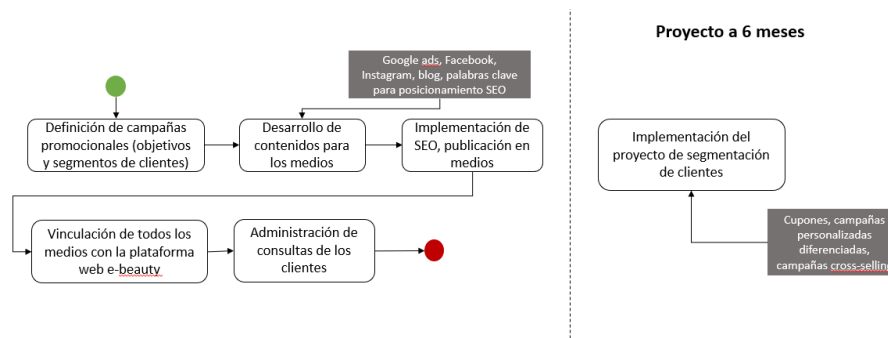 Proyecto a 6 meses
Google ads, Facebook,
Instagram, blog, palabras clave
para posicionamiento SEO
Definición de campañas
promocionales (objetivos
y segmentos de clientes)
Desarrollo de
contenidos para
los medios
Implementación de
SEO, publicación en
medios
Implementación del
proyecto de segmentación
de clientes
Vinculación de todos los
medios con la plataforma
web e-beauty
Administración de
consultas de los
clientes
Cupones, campañas
personalizadas
diferenciadas,
campañas cross-selling